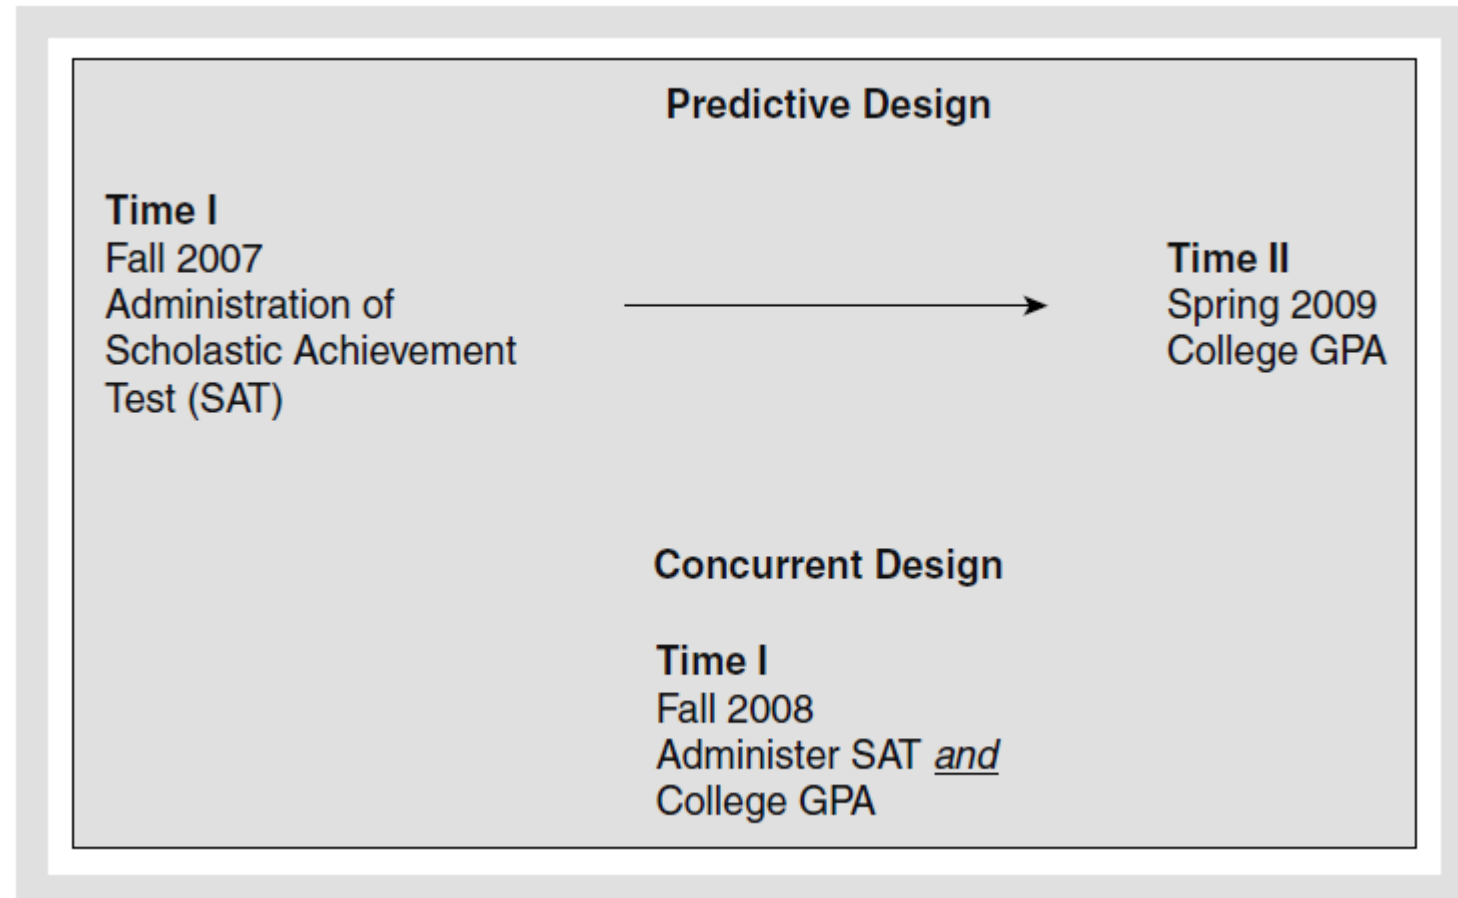 Predictive Design
Time I
Fall 2007
Administration of
Scholastic Achievement
Test (SAT)
Time II
Spring 2009
College GPA
Concurrent Design
Time I
Fall 2008
Administer SAT and
College GPA